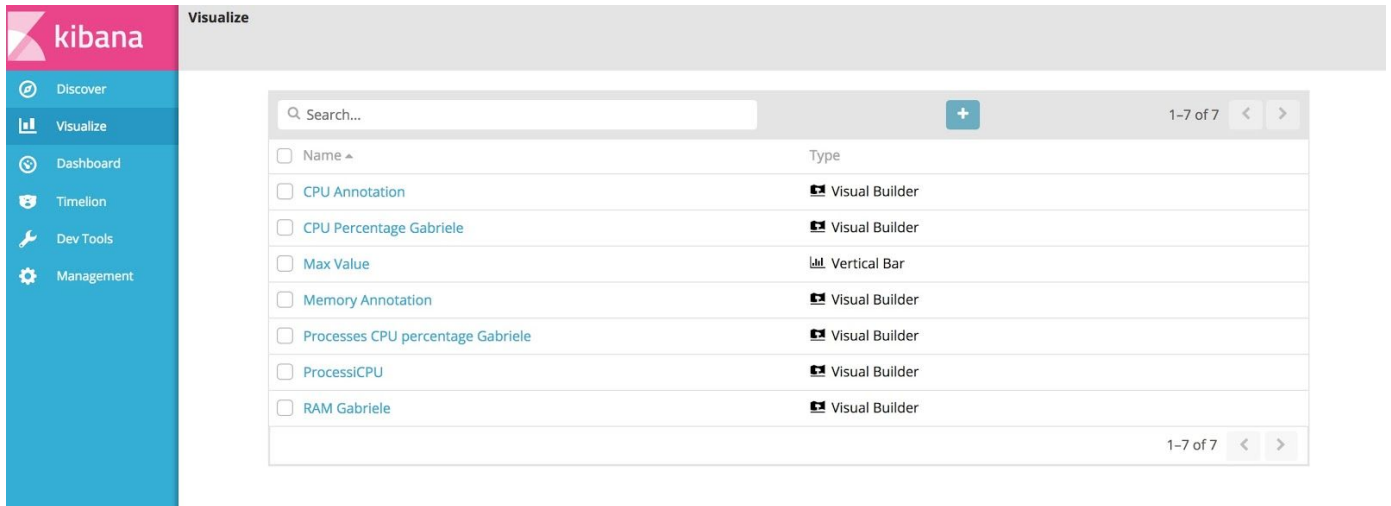 kibana
Visualize
Discover
Visualize
Dashboard
Timelion
Dev Tools
Management
Search...
1–7 of 7
Name Type
CPU Annotation Visual Builder
CPU Percentage Gabriele Visual Builder
Max Value Vertical Bar
Memory Annotation Visual Builder
Processes CPU percentage Gabriele Visual Builder
ProcessiCPU Visual Builder
RAM Gabriele Visual Builder
1–7 of 7